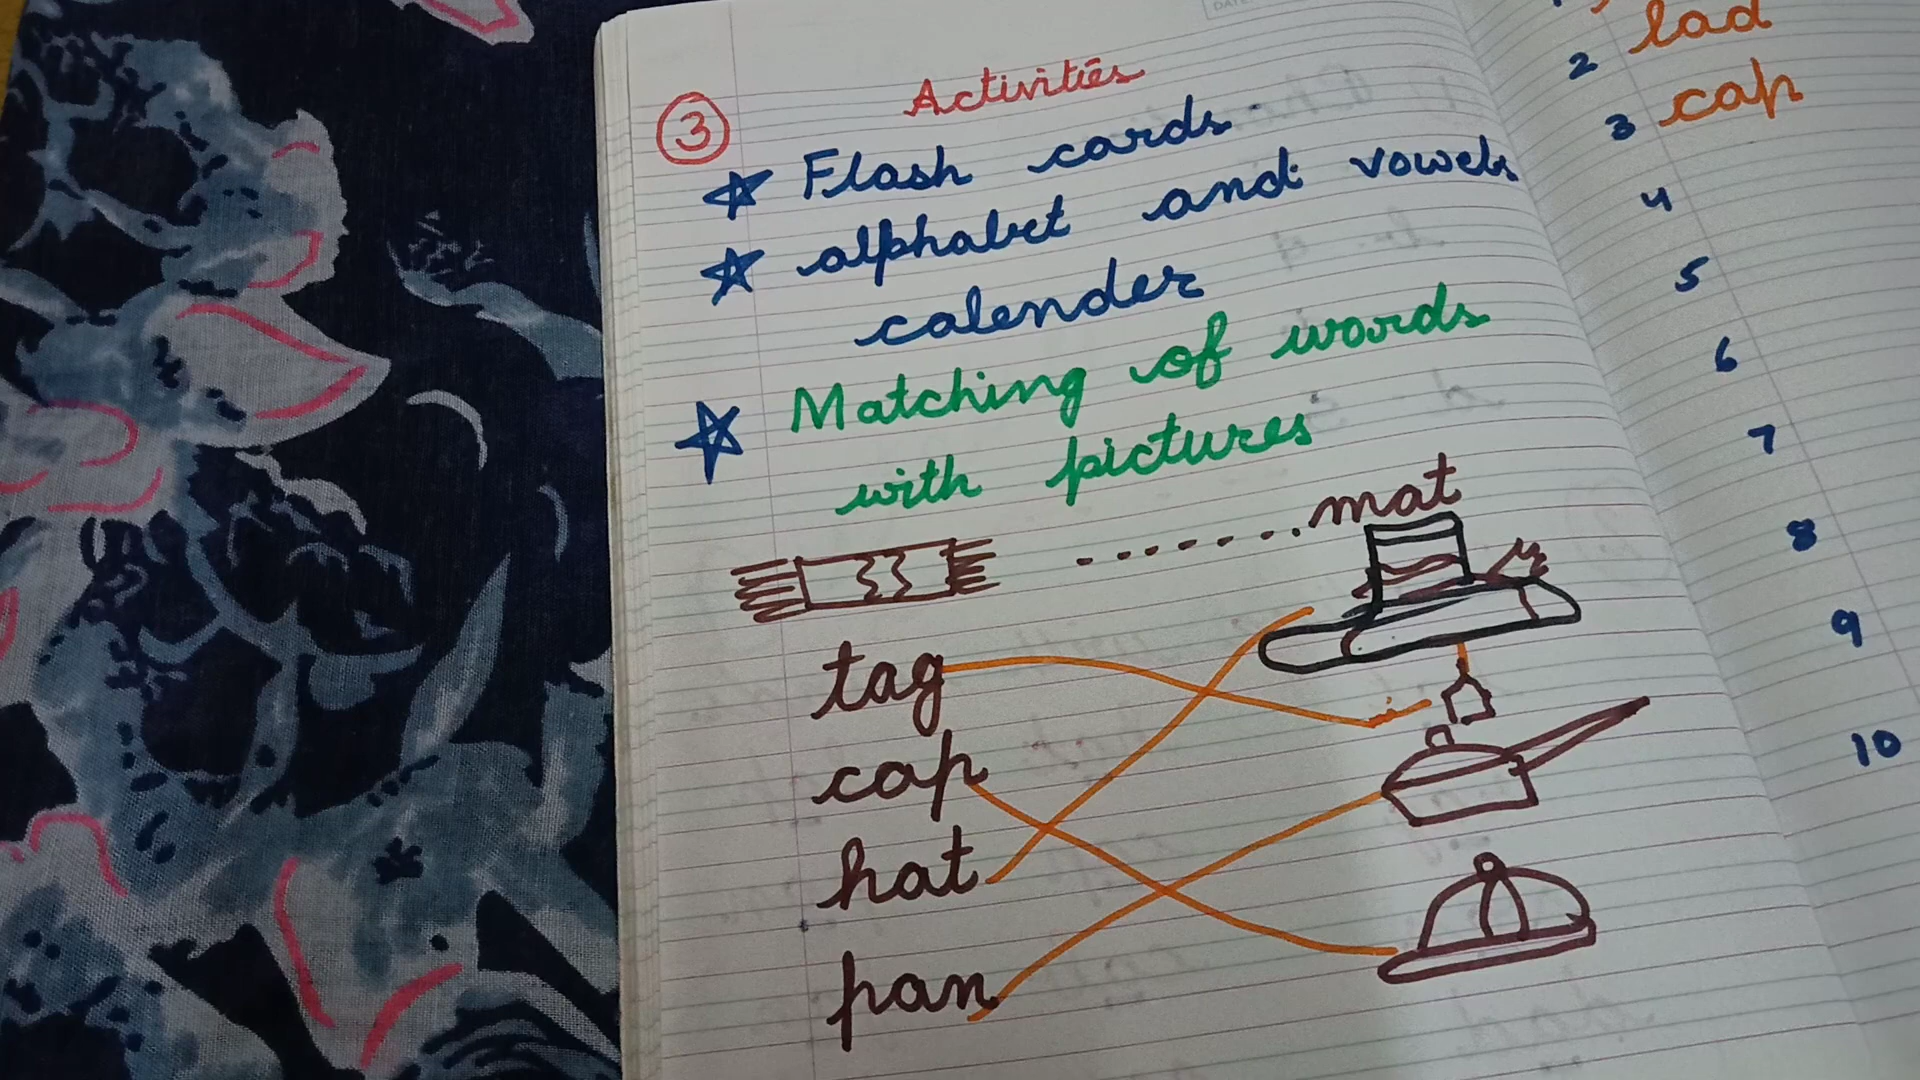 3
Activities
Flash cards.
alphabet and vowels
calender
Matching of words
with pictures
.......mat
tag
cap
hat
pan
2 lad
3 cap
4
5
6
7
8
9
10